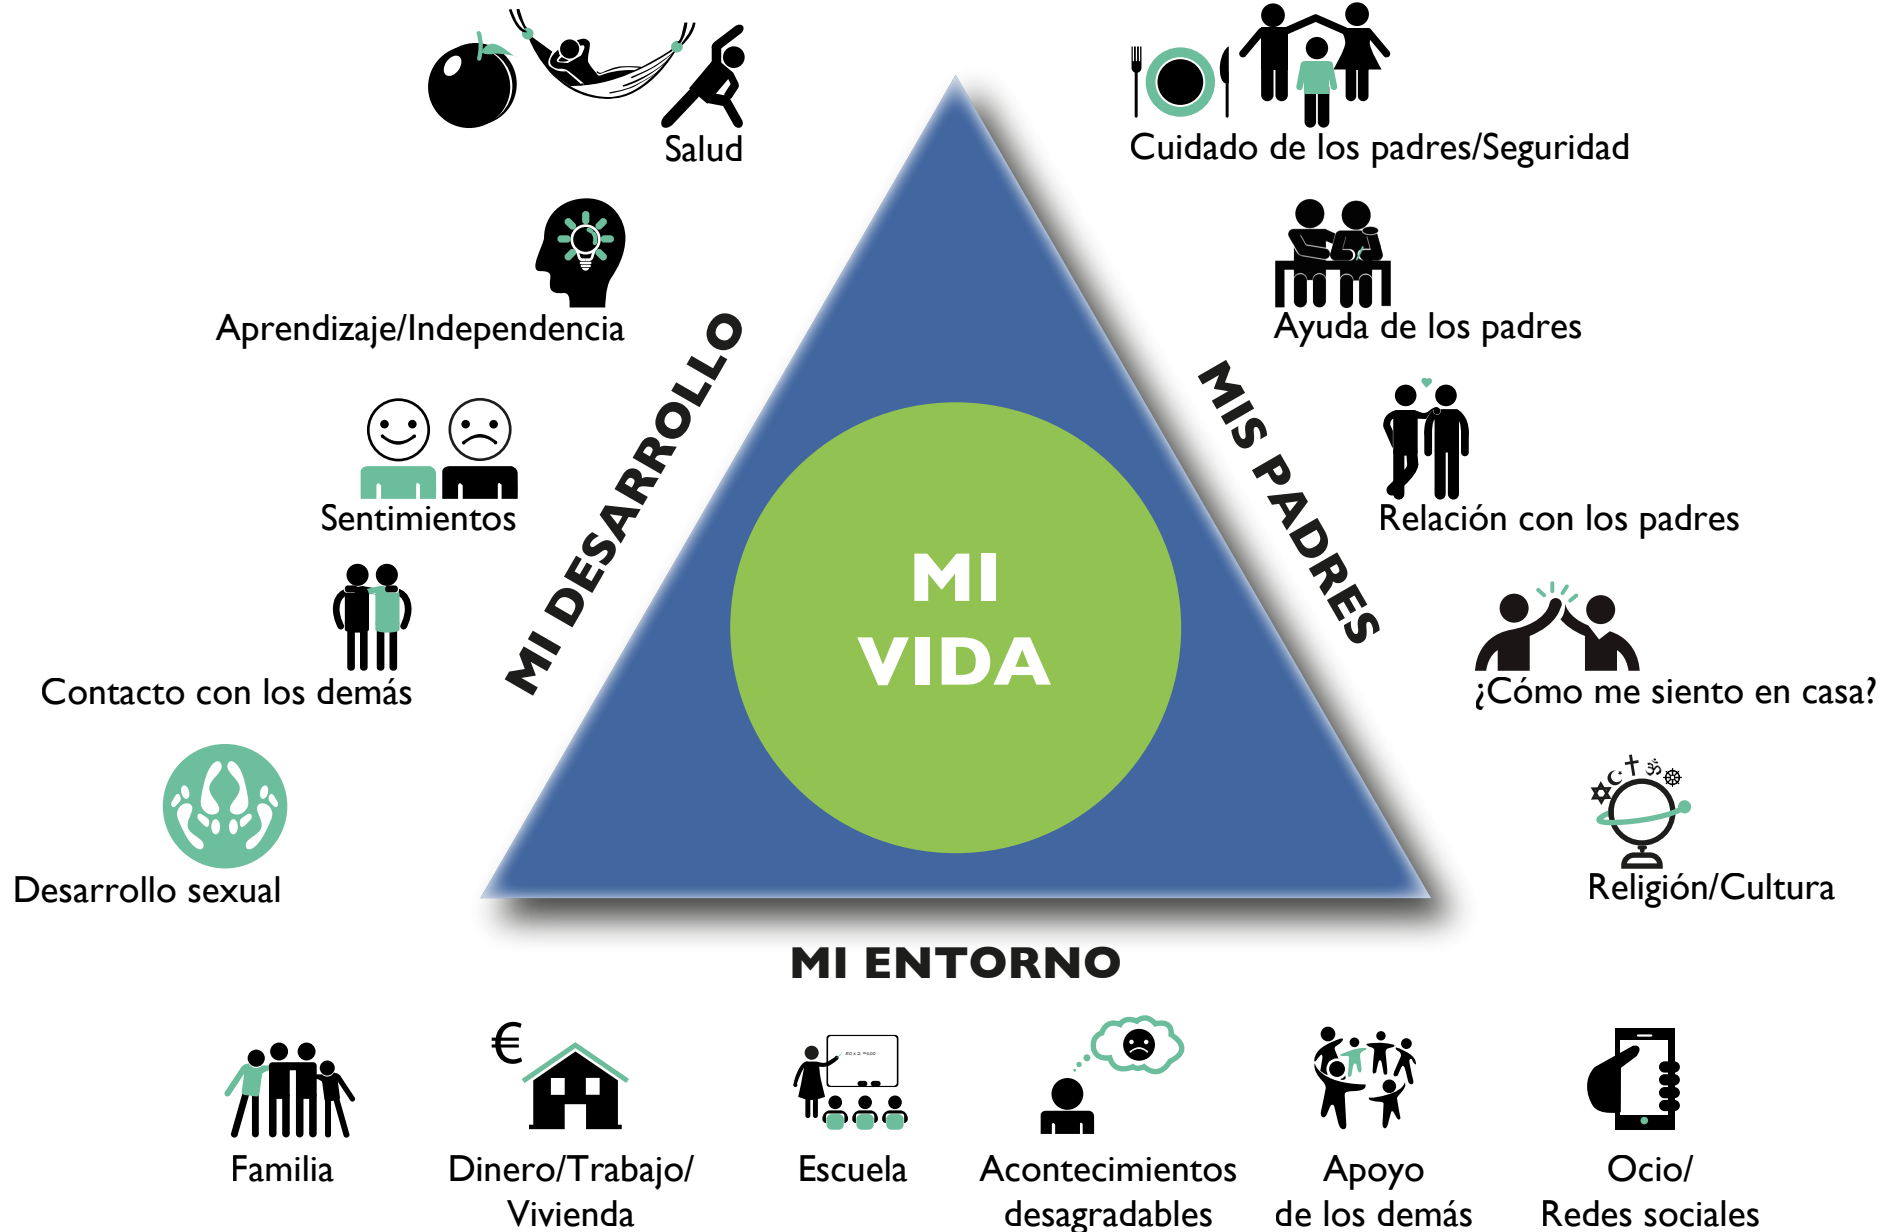 Salud
Aprendizaje/Independencia
Sentimientos
Contacto con los demás
Desarrollo sexual
MI DESARROLLO
MI
VIDA
MIS PADRES
Cuidado de los padres/Seguridad
Ayuda de los padres
Relación con los padres
¿Cómo me siento en casa?
Religión/Cultura
MI ENTORNO
€
Familia
Dinero/Trabajo/
Vivienda
Escuela
Acontecimientos
desagradables
Apoyo
de los demás
Ocio/
Redes sociales